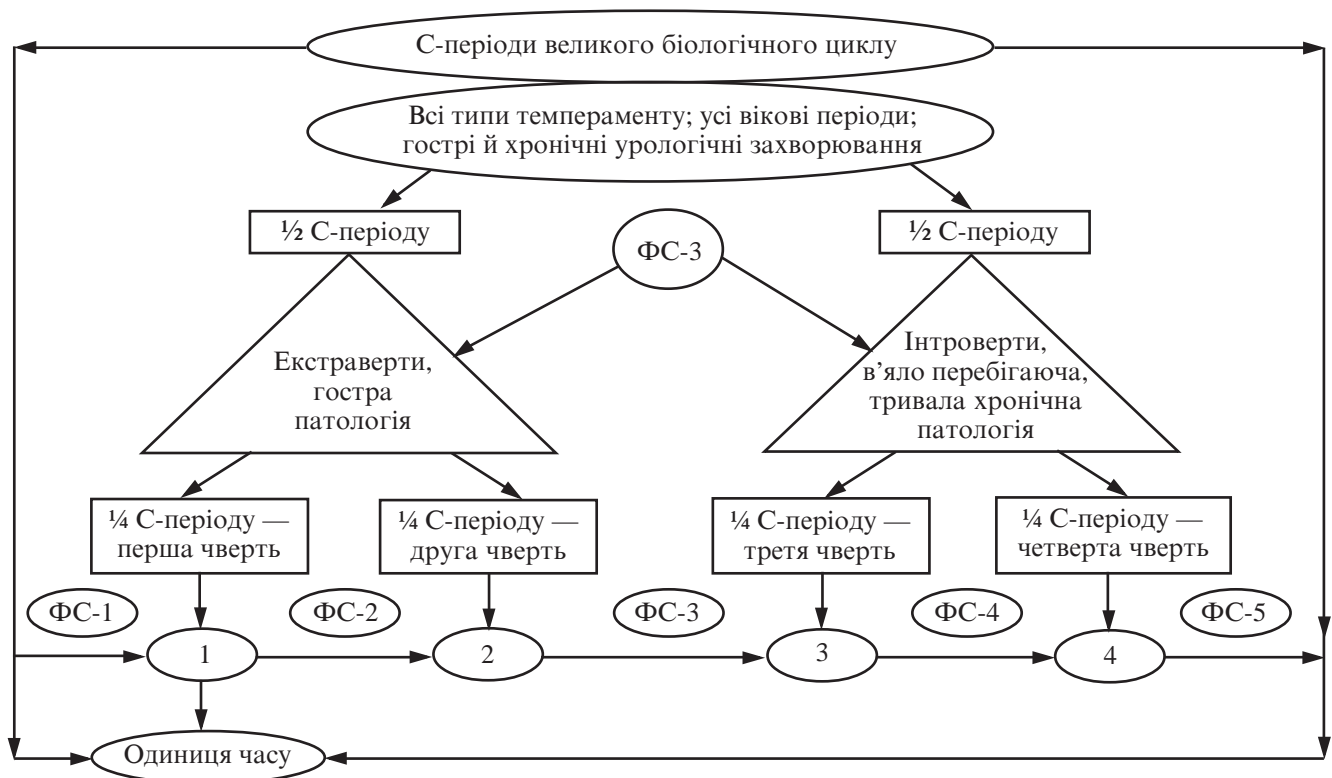 С-періоди великого біологічного циклу
Всі типи темпераменту; усі вікові періоди;
гострі й хронічні урологічні захворювання
½ С-періоду
ФС-3
½ С-періоду
Екстраверти,
гостра
патологія
Інтроверти,
в'яло перебігаюча,
тривала хронічна
патологія
¼ С-періоду —
перша чверть
¼ С-періоду —
друга чверть
¼ С-періоду —
третя чверть
¼ С-періоду —
четверта чверть
ФС-1
ФС-2
ФС-3
ФС-4
ФС-5
1
2
3
4
Одиниця часу